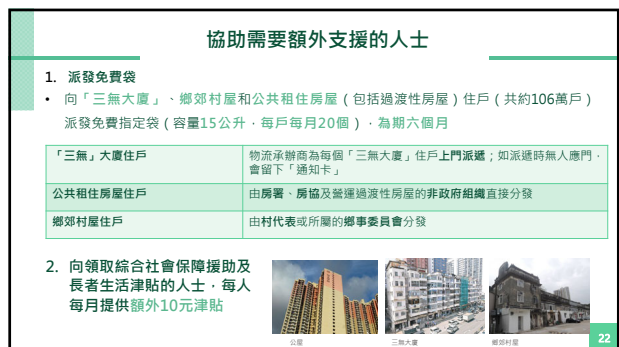 協助需要額外支援的人士
1. 派發免費袋
• 向「三無大廈」、鄉郊村屋和公共租住房屋（包括過渡性房屋）住戶（共約106萬戶）
派發免費指定袋（容量15公升，每戶每月20個），為期六個月
「三無」大廈住戶
物流承辦商為每個「三無大廈」住戶上門派遞；如派遞時無人應門，
會留下「通知卡」
公共租住房屋住戶
由房署、房協及營運過渡性房屋的非政府組織直接分發
鄉郊村屋住戶
由村代表或所屬的鄉事委員會分發
2. 向領取綜合社會保障援助及
長者生活津貼的人士，每人
每月提供額外10元津貼
公屋
三無大廈
鄉郊村屋
22